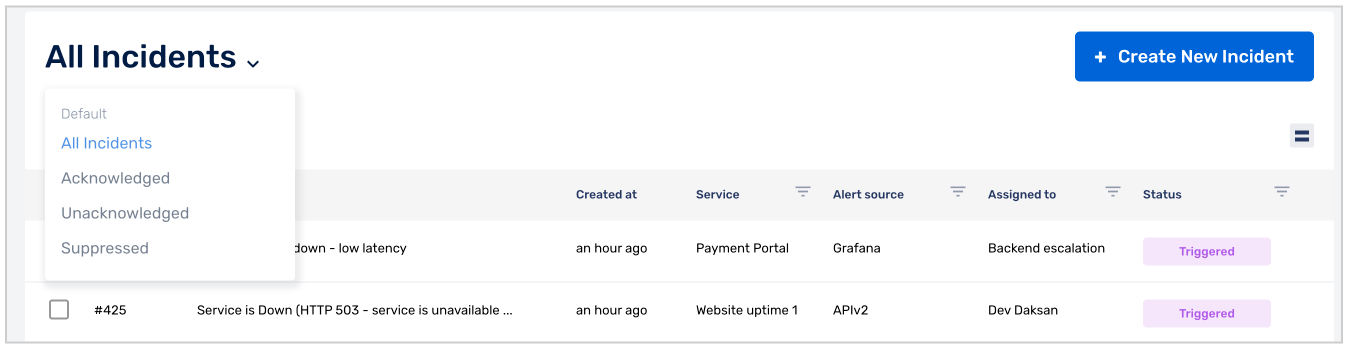 All Incidents
+ Create New Incident
Default
All Incidents
Acknowledged
Unacknowledged
Suppressed
Created at Service Alert source Assigned to Status
down - low latency an hour ago Payment Portal Grafana Backend escalation Triggered
#425 Service is Down (HTTP 503 - service is unavailable ... an hour ago Website uptime 1 APIv2 Dev Daksan Triggered